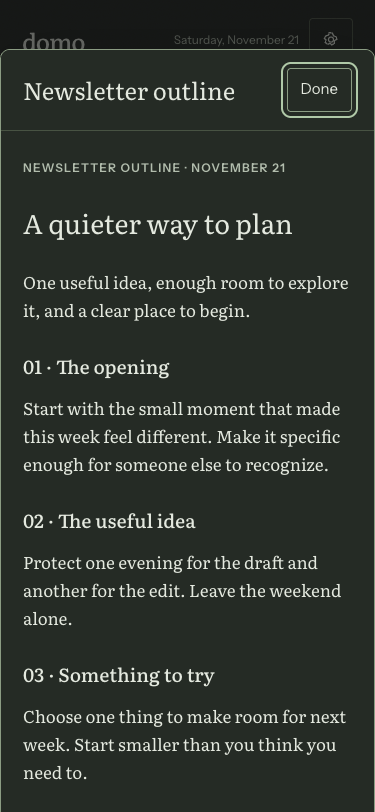 domo
Saturday, November 21
Newsletter outline
Done
NEWSLETTER OUTLINE · NOVEMBER 21
A quieter way to plan
One useful idea, enough room to explore
it, and a clear place to begin.
01 · The opening
Start with the small moment that made
this week feel different. Make it specific
enough for someone else to recognize.
02 · The useful idea
Protect one evening for the draft and
another for the edit. Leave the weekend
alone.
03 · Something to try
Choose one thing to make room for next
week. Start smaller than you think you
need to.